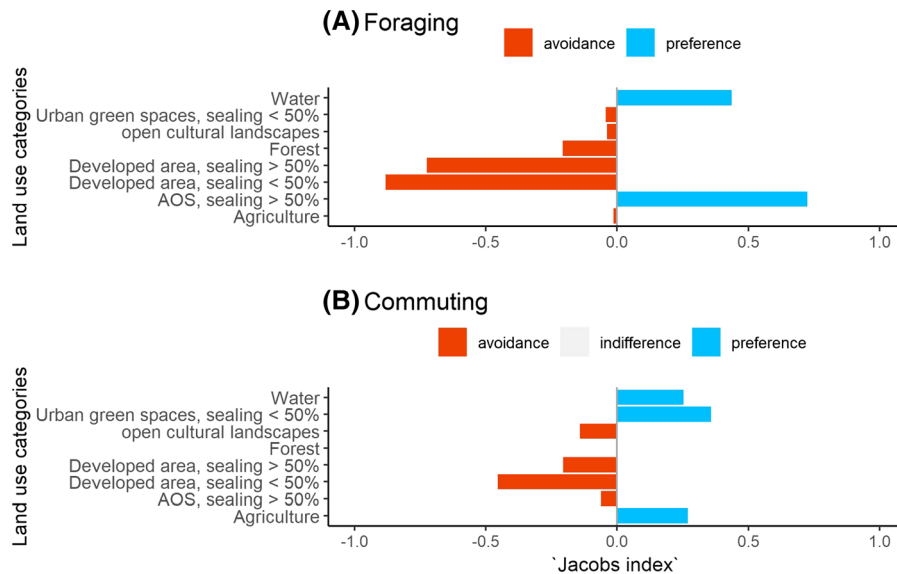 (A) Foraging
avoidance preference
Land use categories
Water
Urban green spaces, sealing < 50%
open cultural landscapes
Forest
Developed area, sealing > 50%
Developed area, sealing < 50%
AOS, sealing > 50%
Agriculture
-1.0 -0.5 0.0 0.5 1.0
(B) Commuting
avoidance indifference preference
Land use categories
Water
Urban green spaces, sealing < 50%
open cultural landscapes
Forest
Developed area, sealing > 50%
Developed area, sealing < 50%
AOS, sealing > 50%
Agriculture
-1.0 -0.5 0.0 0.5 1.0
`Jacobs index`